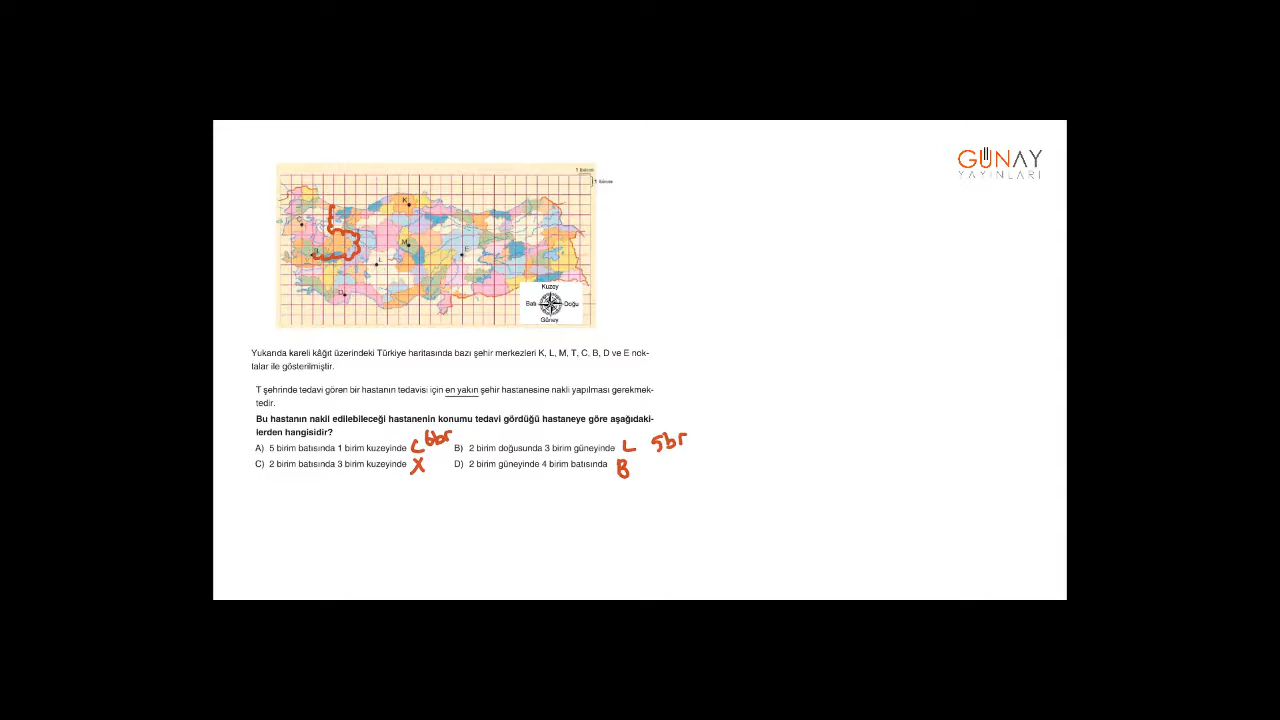 GÜNAY
YAYINLARI
1 birim
1 birim
K
C
M
E
L
D
Kuzey
Batı
Doğu
Güney
Yukarıda kareli kâğıt üzerindeki Türkiye haritasında bazı şehir merkezleri K, L, M, T, C, B, D ve E nok-
talar ile gösterilmiştir.
T şehrinde tedavi gören bir hastanın tedavisi için en yakın şehir hastanesine nakli yapılması gerekmek-
tedir.
Bu hastanın nakil edilebileceği hastanenin konumu tedavi gördüğü hastaneye göre aşağıdaki-
lerden hangisidir?
A) 5 birim batısında 1 birim kuzeyinde C 6br B) 2 birim doğusunda 3 birim güneyinde L 5br
C) 2 birim batısında 3 birim kuzeyinde X D) 2 birim güneyinde 4 birim batısında B